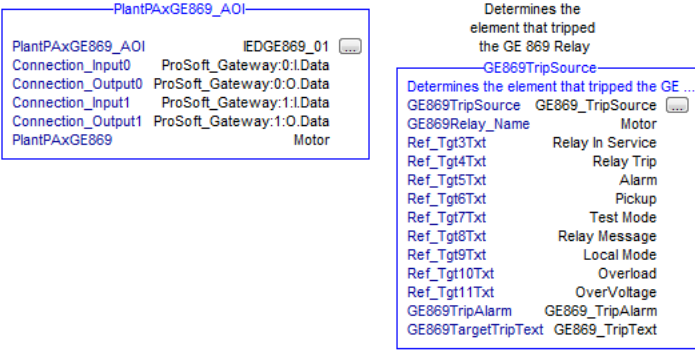 PlantPAxGE869_AOI
PlantPAxGE869_AOI IEDGE869_01 ...
Connection_Input0 ProSoft_Gateway:0:I.Data
Connection_Output0 ProSoft_Gateway:0:O.Data
Connection_Input1 ProSoft_Gateway:1:I.Data
Connection_Output1 ProSoft_Gateway:1:O.Data
PlantPAxGE869 Motor
Determines the
element that tripped
the GE 869 Relay
GE869TripSource
Determines the element that tripped the GE ...
GE869TripSource GE869_TripSource ...
GE869Relay_Name Motor
Ref_Tgt3Txt Relay In Service
Ref_Tgt4Txt Relay Trip
Ref_Tgt5Txt Alarm
Ref_Tgt6Txt Pickup
Ref_Tgt7Txt Test Mode
Ref_Tgt8Txt Relay Message
Ref_Tgt9Txt Local Mode
Ref_Tgt10Txt Overload
Ref_Tgt11Txt OverVoltage
GE869TripAlarm GE869_TripAlarm
GE869TargetTripText GE869_TripText